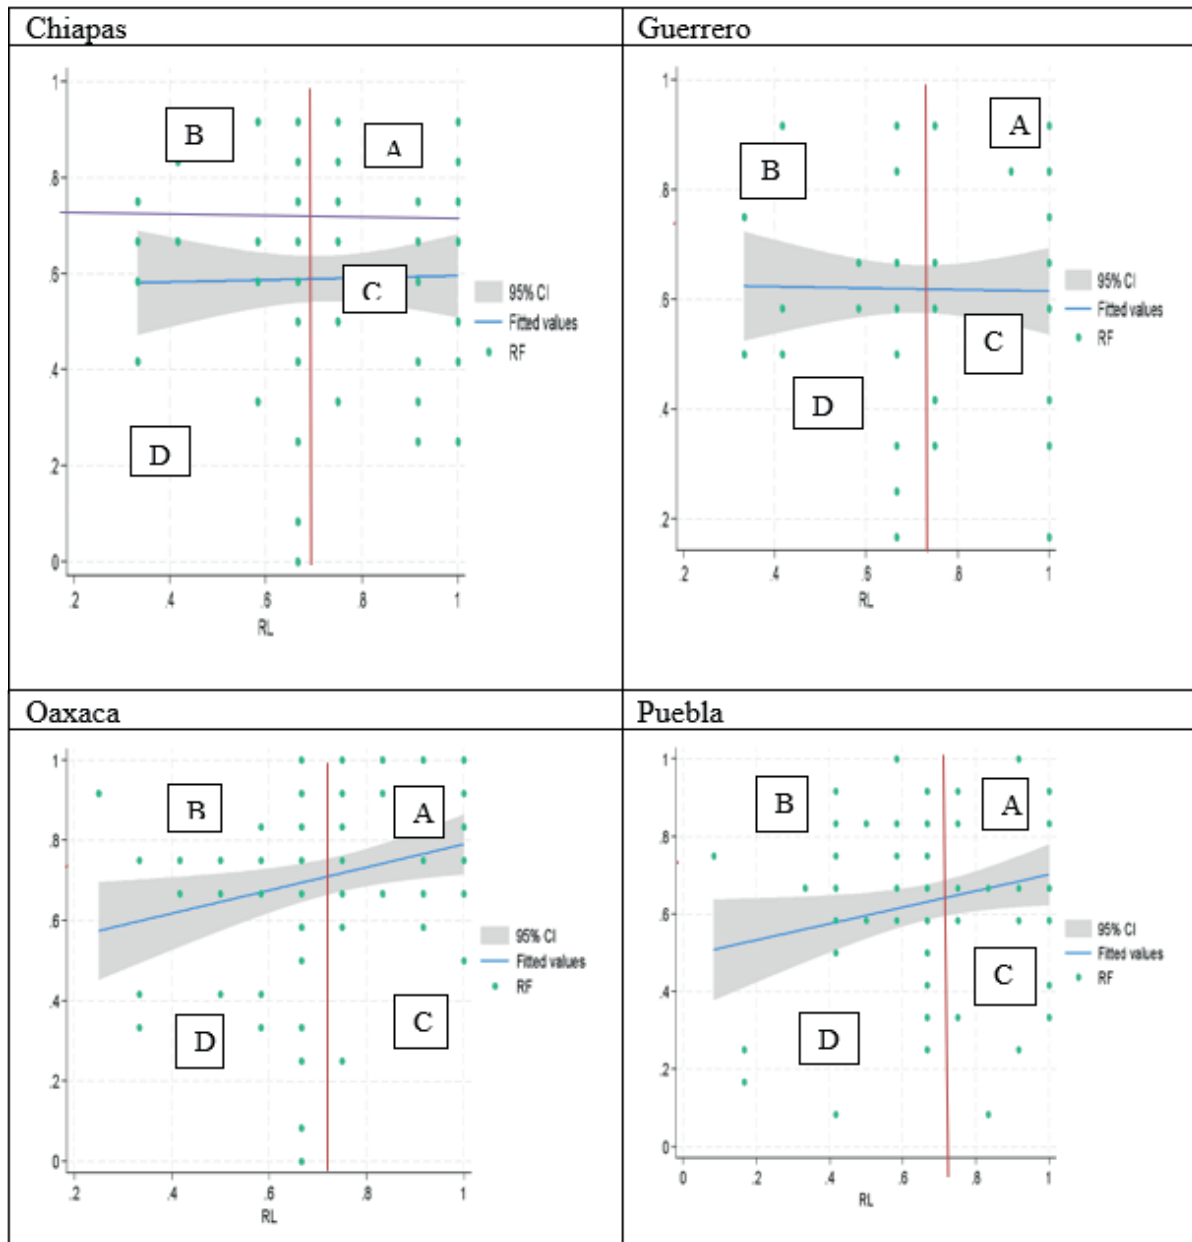 Chiapas
1
.8
.6
.4
.2
0
.2 .4 .6 .8 1
RL
B
A
C
D
95% CI
Fitted values
RF
Guerrero
1
.8
.6
.4
.2
.2 .4 .6 .8 1
RL
A
B
C
D
95% CI
Fitted values
RF
Oaxaca
1
.8
.6
.4
.2
0
.2 .4 .6 .8 1
RL
B
A
D
C
95% CI
Fitted values
RF
Puebla
1
.8
.6
.4
.2
0
0 .2 .4 .6 .8 1
RL
B
A
C
D
95% CI
Fitted values
RF